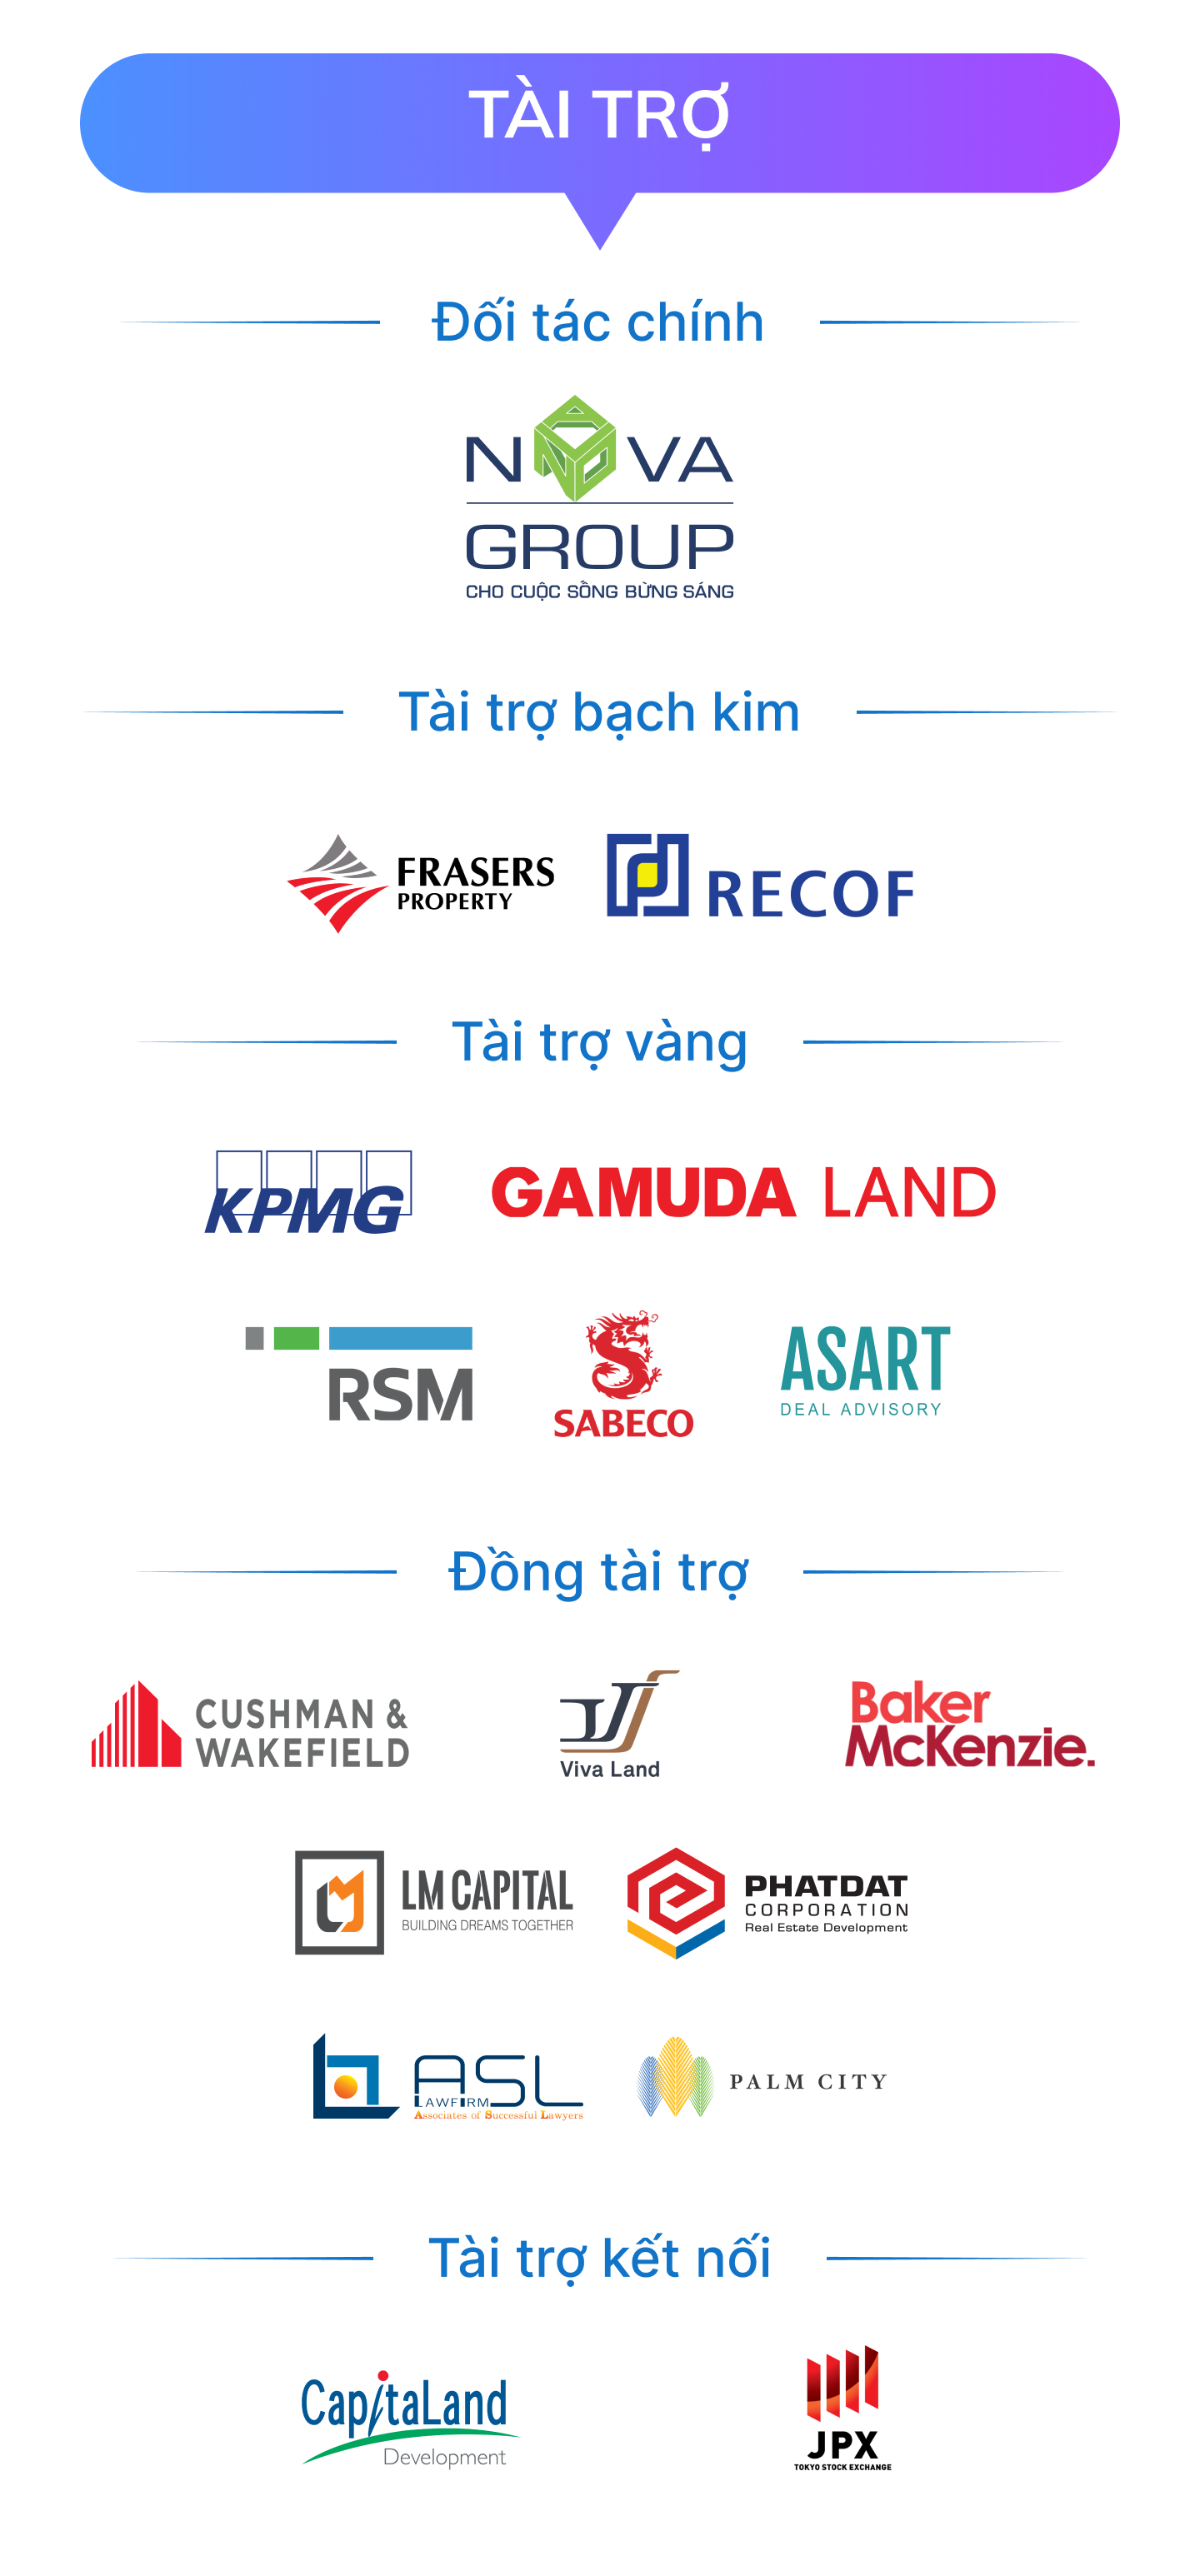 TÀI TRỢ
Đối tác chính
NOVA
GROUP
CHO CUỘC SỐNG BỪNG SÁNG
Tài trợ bạch kim
FRASERS
PROPERTY
RECOF
Tài trợ vàng
KPMG
GAMUDA LAND
RSM
SABECO
ASART
DEAL ADVISORY
Đồng tài trợ
CUSHMAN &
WAKEFIELD
Viva Land
Baker
McKenzie.
LM CAPITAL
BUILDING DREAMS TOGETHER
PHATDAT
CORPORATION
Real Estate Development
ASL
LAWFIRM
Associates of Successful Lawyers
PALM CITY
Tài trợ kết nối
CapitaLand
Development
JPX
TOKYO STOCK EXCHANGE